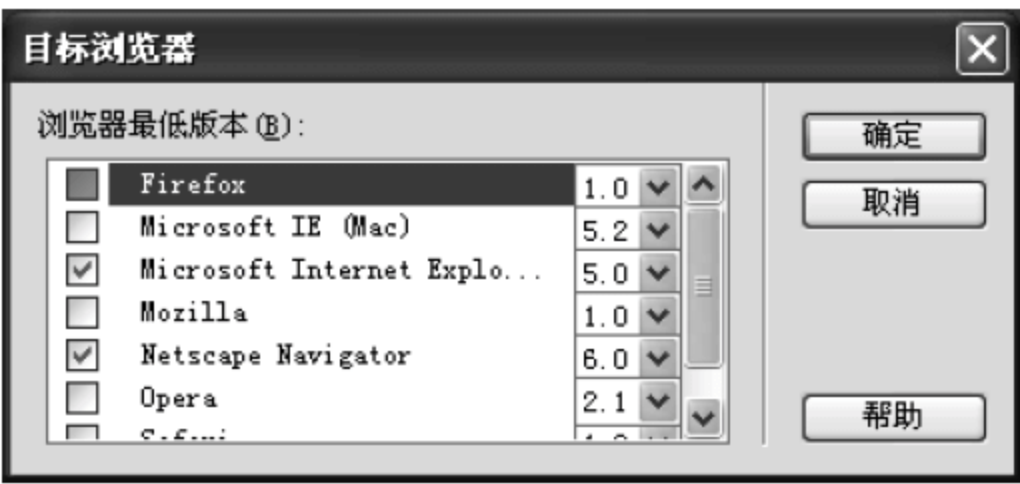 目标浏览器
浏览器最低版本(B):
Firefox 1.0
Microsoft IE (Mac) 5.2
Microsoft Internet Explo... 5.0
Mozilla 1.0
Netscape Navigator 6.0
Opera 2.1
确定
取消
帮助